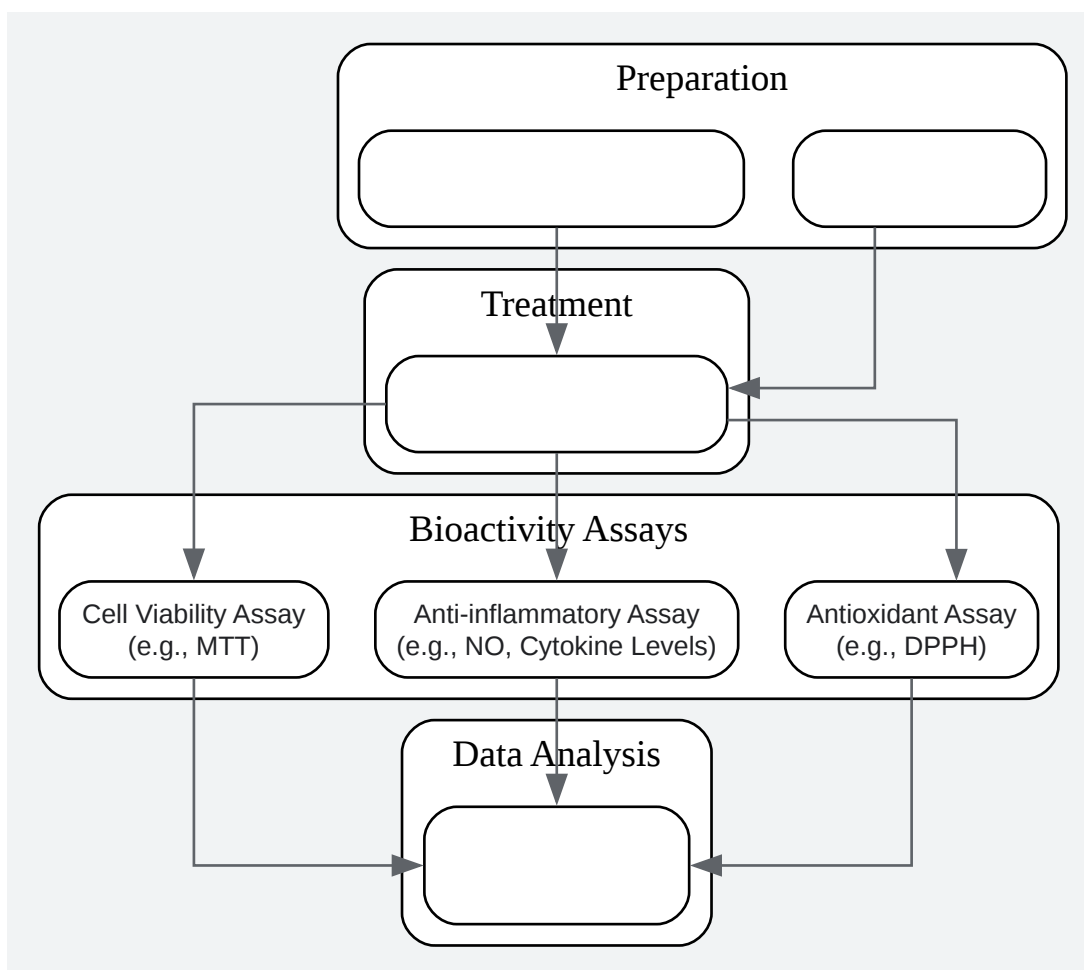 Preparation
Treatment
Bioactivity Assays
Cell Viability Assay
(e.g., MTT)
Anti-inflammatory Assay
(e.g., NO, Cytokine Levels)
Antioxidant Assay
(e.g., DPPH)
Data Analysis